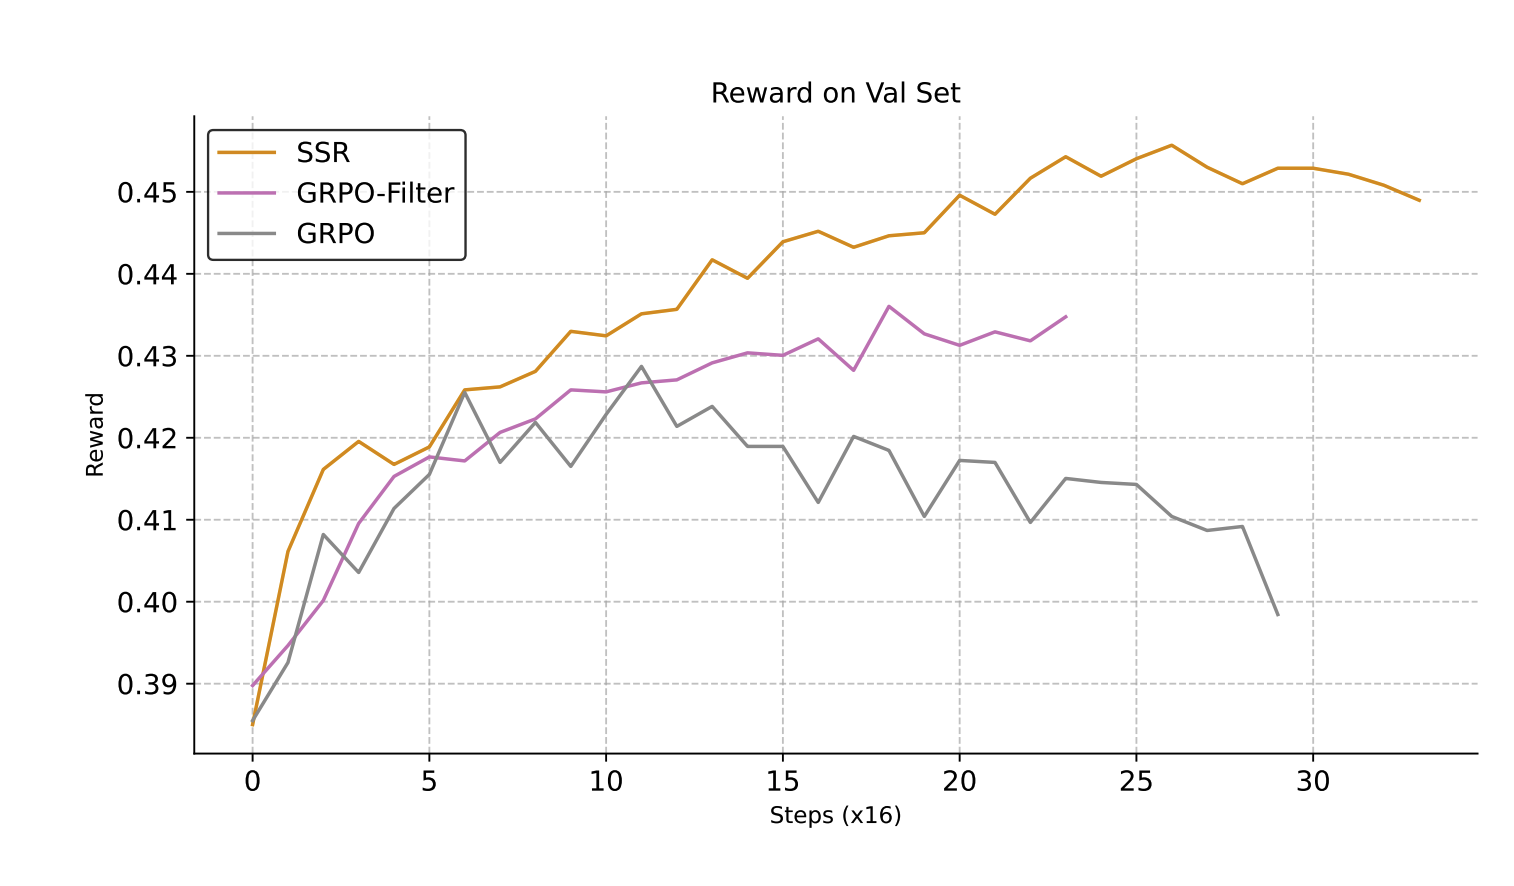 Reward on Val Set
SSR
GRPO-Filter
GRPO
0.45
0.44
0.43
0.42
0.41
0.40
0.39
Reward
0 5 10 15 20 25 30
Steps (x16)